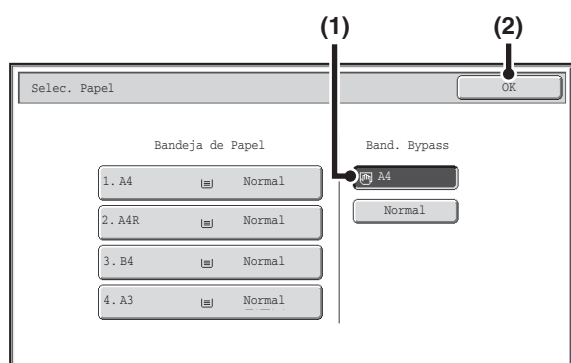 (1) (2)
Selec. Papel OK
Bandeja de Papel Band. Bypass
1. A4 Normal A4
2. A4R Normal Normal
3. B4 Normal
4. A3 Normal